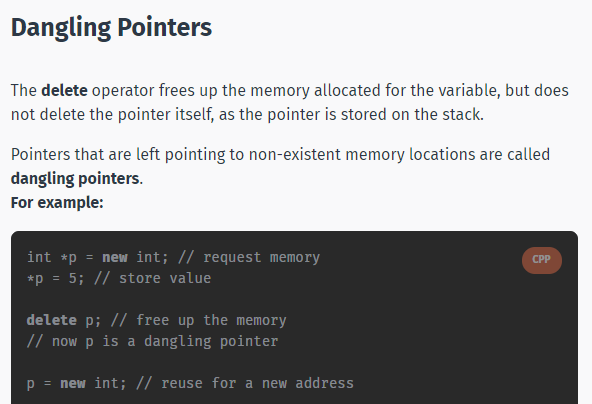 Dangling Pointers
The delete operator frees up the memory allocated for the variable, but does
not delete the pointer itself, as the pointer is stored on the stack.
Pointers that are left pointing to non-existent memory locations are called
dangling pointers.
For example:
CPP
int *p = new int; // request memory
*p = 5; // store value
delete p; // free up the memory
// now p is a dangling pointer
p = new int; // reuse for a new address